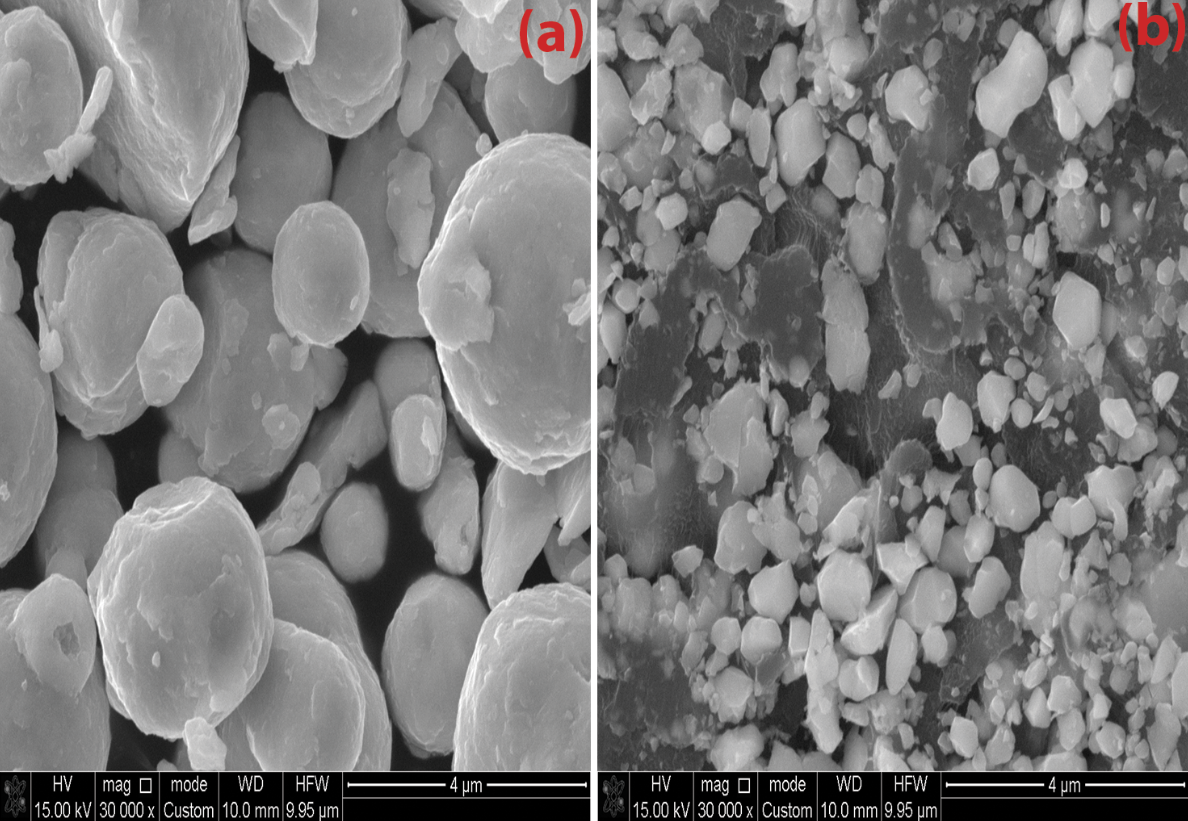 (a)
(b)
HV mag □ mode WD HFW 4 µm
15.00 kV 30 000 x Custom 10.0 mm 9.95 µm
HV mag □ mode WD HFW 4 µm
15.00 kV 30 000 x Custom 10.0 mm 9.95 µm